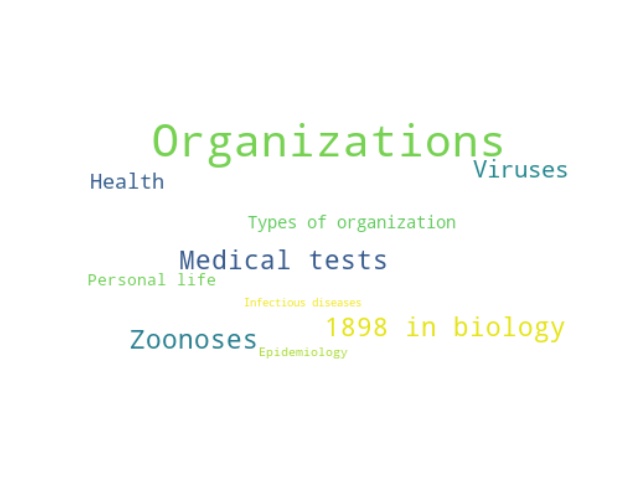 Organizations
Viruses
Health
Types of organization
Medical tests
Personal life
Infectious diseases
1898 in biology
Zoonoses
Epidemiology